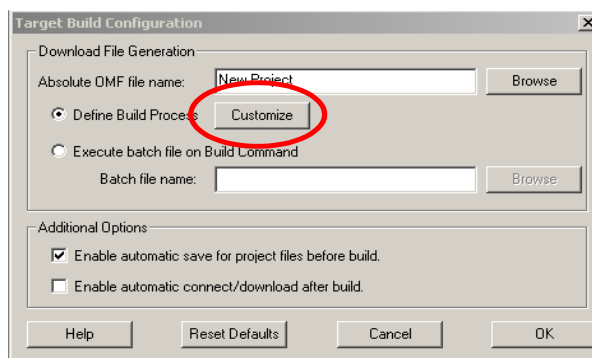 Target Build Configuration
Download File Generation
Absolute OMF file name: New Project Browse
Define Build Process Customize
Execute batch file on Build Command
Batch file name: Browse
Additional Options
Enable automatic save for project files before build.
Enable automatic connect/download after build.
Help Reset Defaults Cancel OK